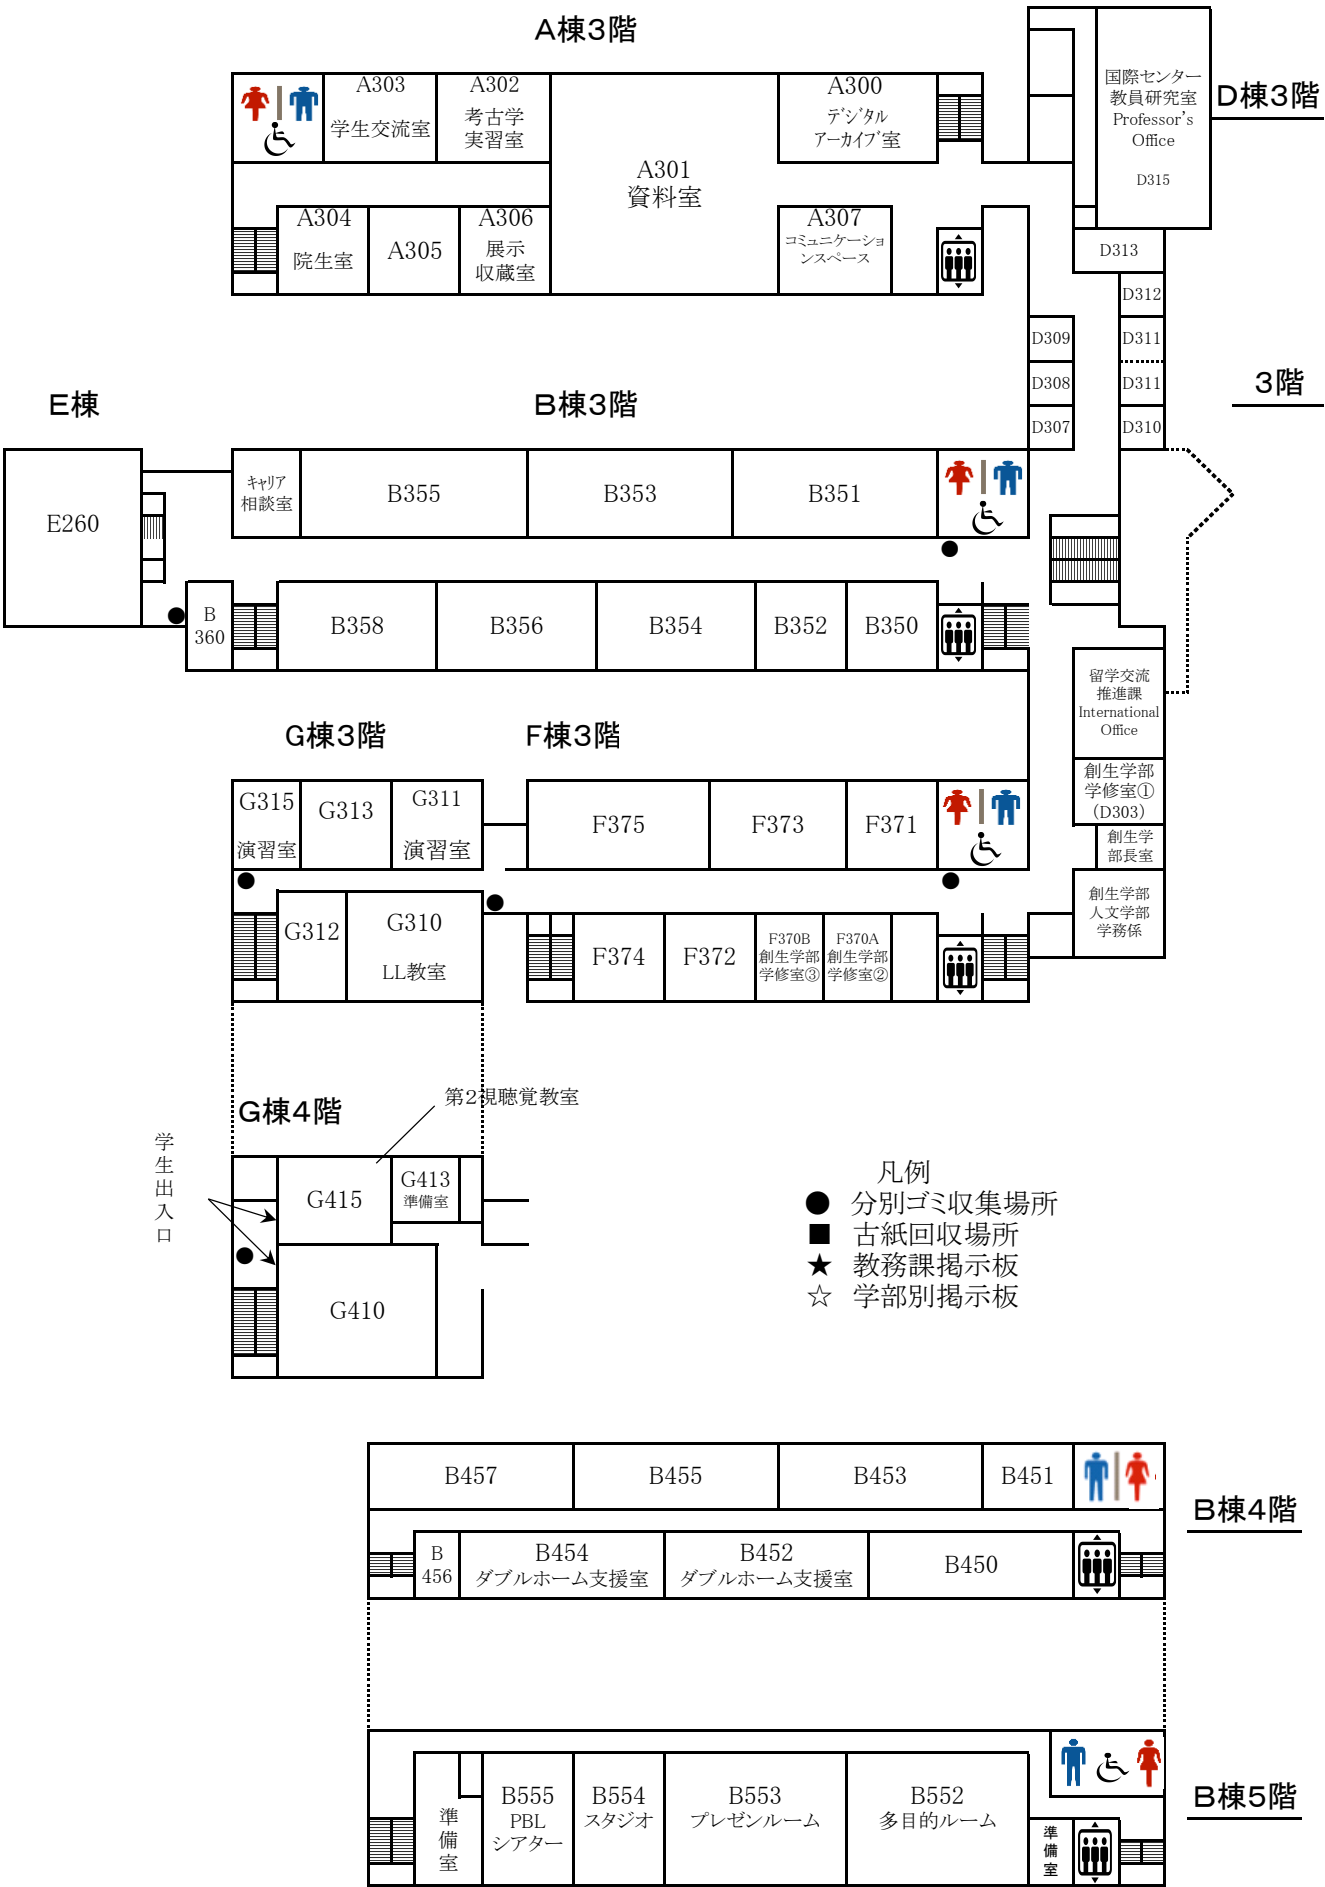 A棟3階
A303
学生交流室
A302
考古学
実習室
A301
資料室
A300
デジタル
アーカイブ室
A304
院生室
A305
A306
展示
収蔵室
A307
コミュニケーショ
ンスペース
国際センター
教員研究室
Professor's
Office
D315
D棟3階
D313
D312
D309
D311
D308
D311
D307
D310
3階
E棟
E260
B棟3階
キャリア
相談室
B355
B353
B351
B
360
B358
B356
B354
B352
B350
留学交流
推進課
International
Office
創生学部
学修室①
(D303)
創生学
部長室
創生学部
人文学部
学務係
G棟3階
G315
演習室
G313
G311
演習室
G312
G310
LL教室
F棟3階
F375
F373
F371
F374
F372
F370B
創生学部
学修室③
F370A
創生学部
学修室②
G棟4階
第2視聴覚教室
学生出入口
G415
G413
準備室
G410
凡例
● 分別ゴミ収集場所
■ 古紙回収場所
★ 教務課掲示板
☆ 学部別掲示板
B457
B455
B453
B451
B棟4階
B
456
B454
ダブルホーム支援室
B452
ダブルホーム支援室
B450
B棟5階
準備室
B555
PBL
シアター
B554
スタジオ
B553
プレゼンルーム
B552
多目的ルーム
準備室